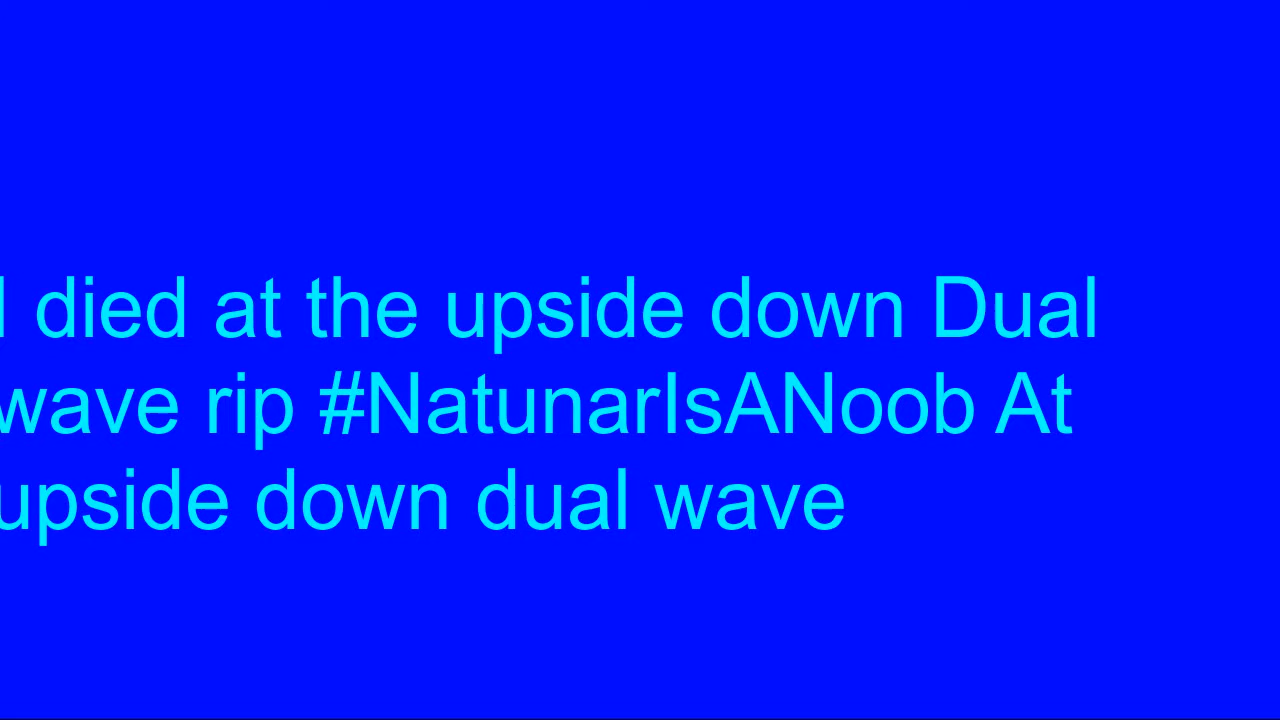 I died at the upside down Dual
wave rip #NatunarIsANoob At
upside down dual wave